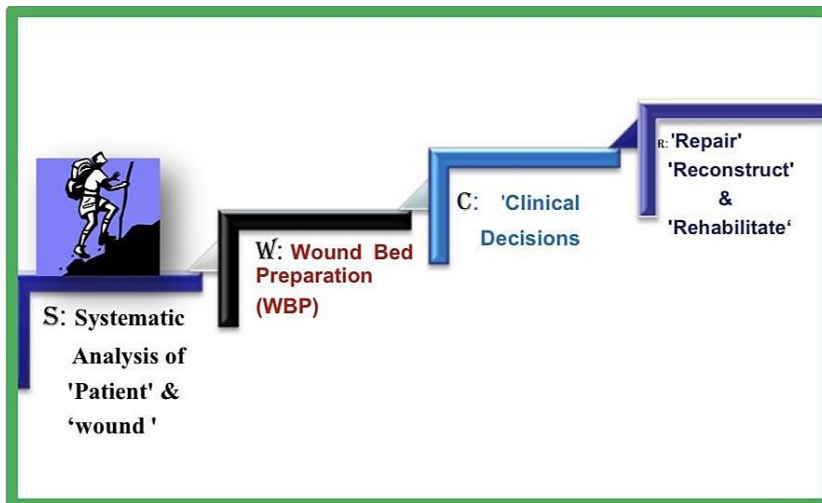 S: Systematic
Analysis of
'Patient' &
‘wound '
W: Wound Bed
Preparation
(WBP)
C: 'Clinical
Decisions
R: 'Repair'
'Reconstruct'
&
'Rehabilitate‘